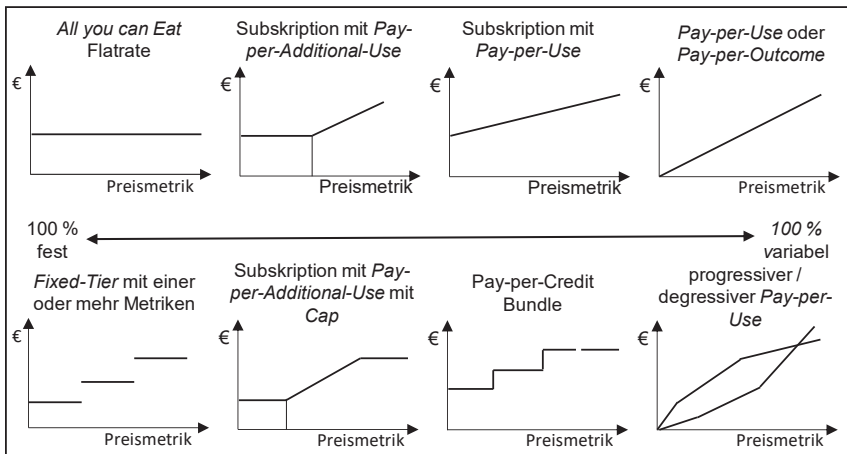 All you can Eat
Flatrate
€
Preismetrik
Subskription mit Pay-
per-Additional-Use
€
Preismetrik
Subskription mit
Pay-per-Use
€
Preismetrik
Pay-per-Use oder
Pay-per-Outcome
€
Preismetrik
100 %
fest
100 %
variabel
Fixed-Tier mit einer
oder mehr Metriken
€
Preismetrik
Subskription mit Pay-
per-Additional-Use mit
Cap
€
Preismetrik
Pay-per-Credit
Bundle
€
Preismetrik
progressiver /
degressiver Pay-per-
Use
€
Preismetrik